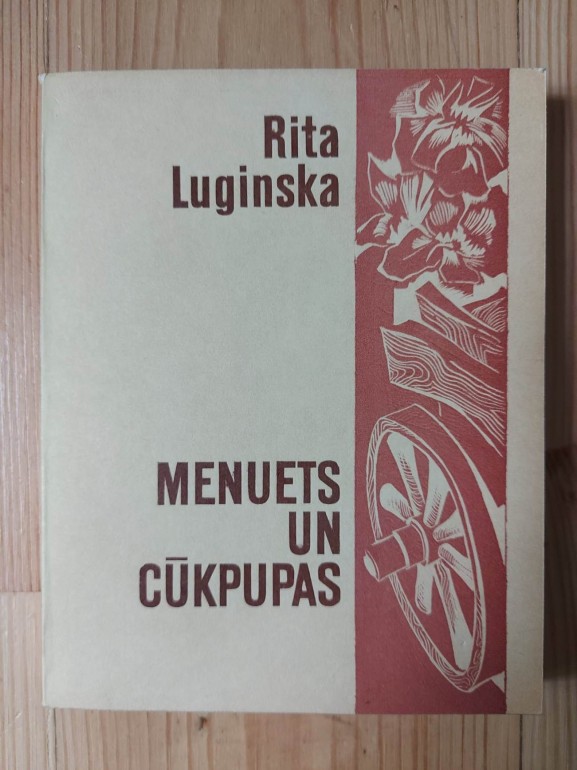 Rita
Luginska
MENUETS
UN
CŪKPUPAS